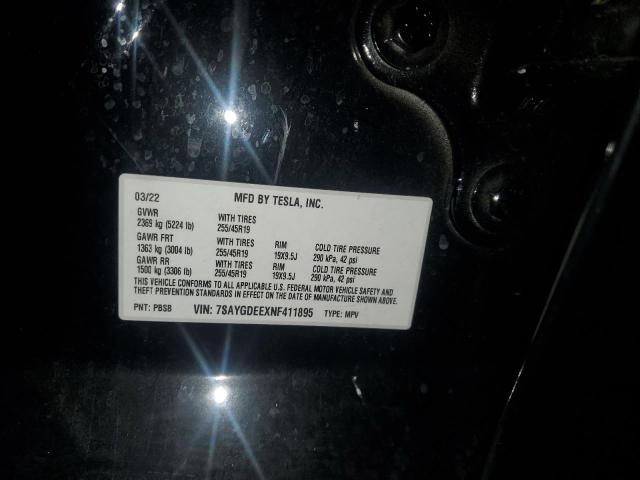 03/22 MFD BY TESLA, INC.
GVWR WITH TIRES
2369 kg (5224 lb) 255/45R19
GAWR FRT WITH TIRES RIM COLD TIRE PRESSURE
1363 kg (3004 lb) 255/45R19 19X9.5J 290 kPa, 42 psi
GAWR RR WITH TIRES RIM COLD TIRE PRESSURE
1500 kg (3306 lb) 255/45R19 19X9.5J 290 kPa, 42 psi
THIS VEHICLE CONFORMS TO ALL APPLICABLE U.S. FEDERAL MOTOR VEHICLE SAFETY AND
THEFT PREVENTION STANDARDS IN EFFECT ON THE DATE OF MANUFACTURE SHOWN ABOVE.
PNT: PBSB VIN: 7SAYGDEEXNF411895 TYPE: MPV